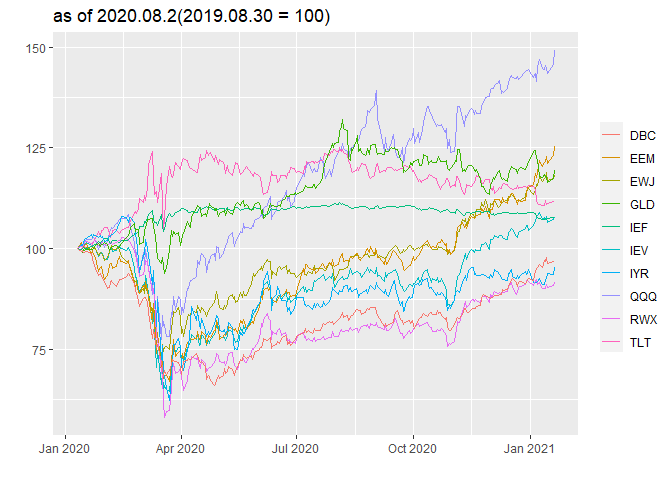 as of 2020.08.2(2019.08.30 = 100)
150
125
100
75
Jan 2020
Apr 2020
Jul 2020
Oct 2020
Jan 2021
DBC
EEM
EWJ
GLD
IEF
IEV
IYR
QQQ
RWX
TLT